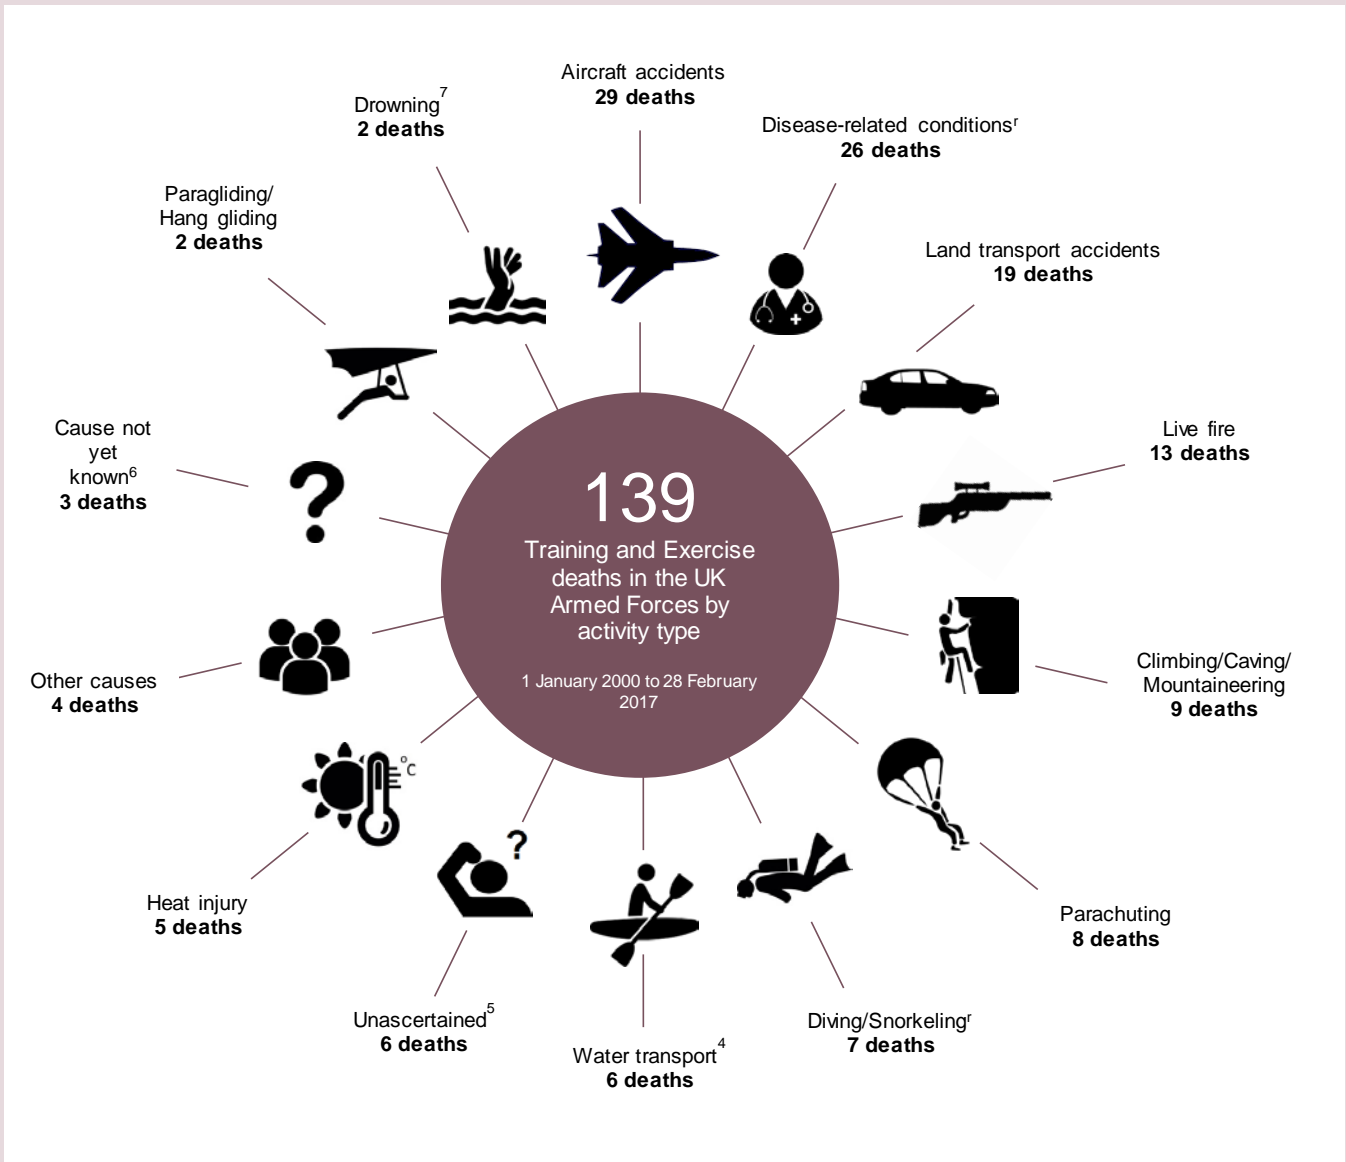 Aircraft accidents
29 deaths
Disease-related conditionsʳ
26 deaths
Land transport accidents
19 deaths
Live fire
13 deaths
Climbing/Caving/
Mountaineering
9 deaths
Parachuting
8 deaths
Diving/Snorkelingʳ
7 deaths
Water transport⁴
6 deaths
Unascertained⁵
6 deaths
Heat injury
5 deaths
°C
Other causes
4 deaths
Cause not
yet
known⁶
3 deaths
?
Paragliding/
Hang gliding
2 deaths
Drowning⁷
2 deaths
139
Training and Exercise
deaths in the UK
Armed Forces by
activity type
1 January 2000 to 28 February
2017
?